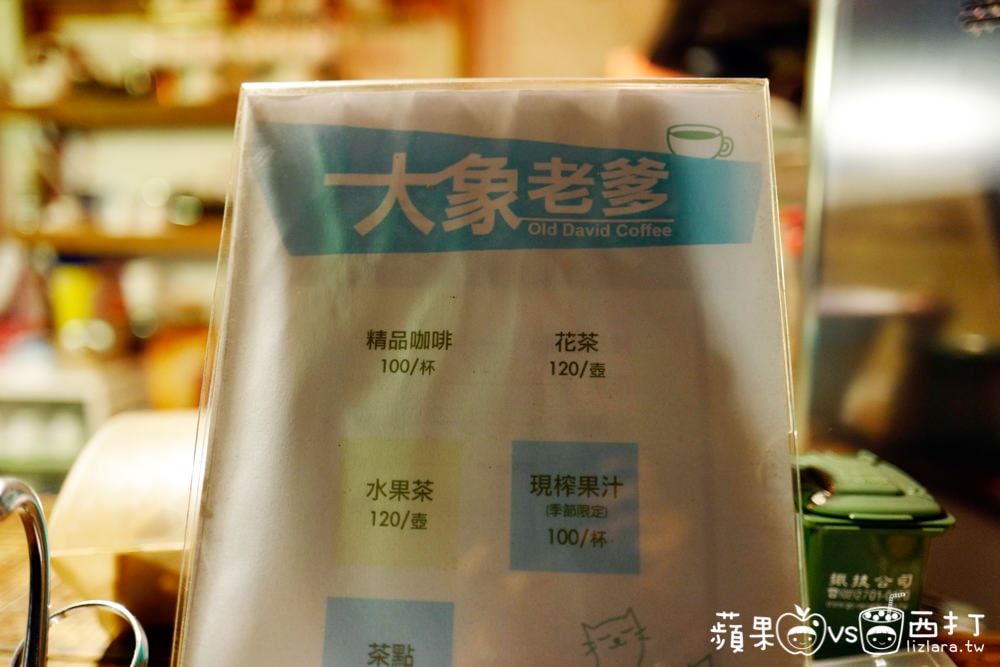 大象老爹
Old David Coffee
精品咖啡
100/杯
花茶
120/壺
水果茶
120/壺
現榨果汁
(季節限定)
100/杯
茶點
蘋果vs西打
lizlara.tw